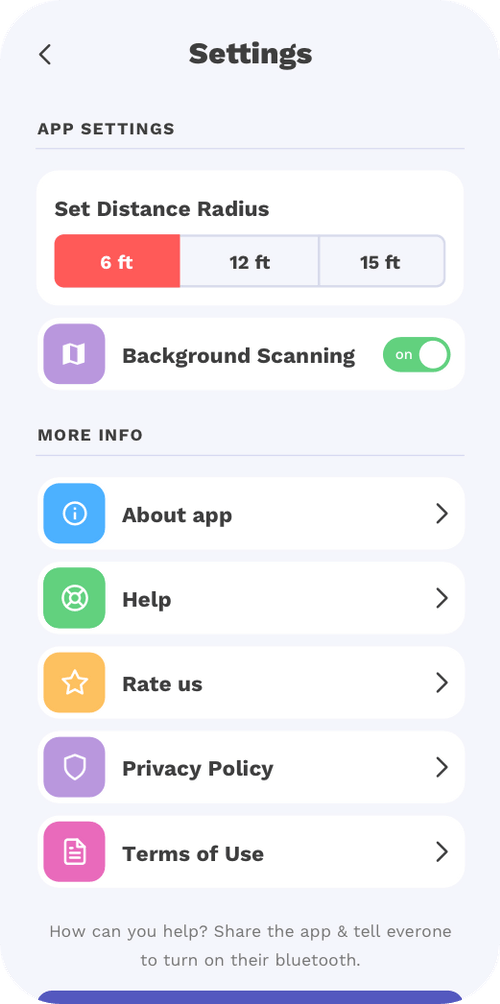 Settings
APP SETTINGS
Set Distance Radius
6 ft 12 ft 15 ft
Background Scanning on
MORE INFO
About app
Help
Rate us
Privacy Policy
Terms of Use
How can you help? Share the app & tell everone
to turn on their bluetooth.